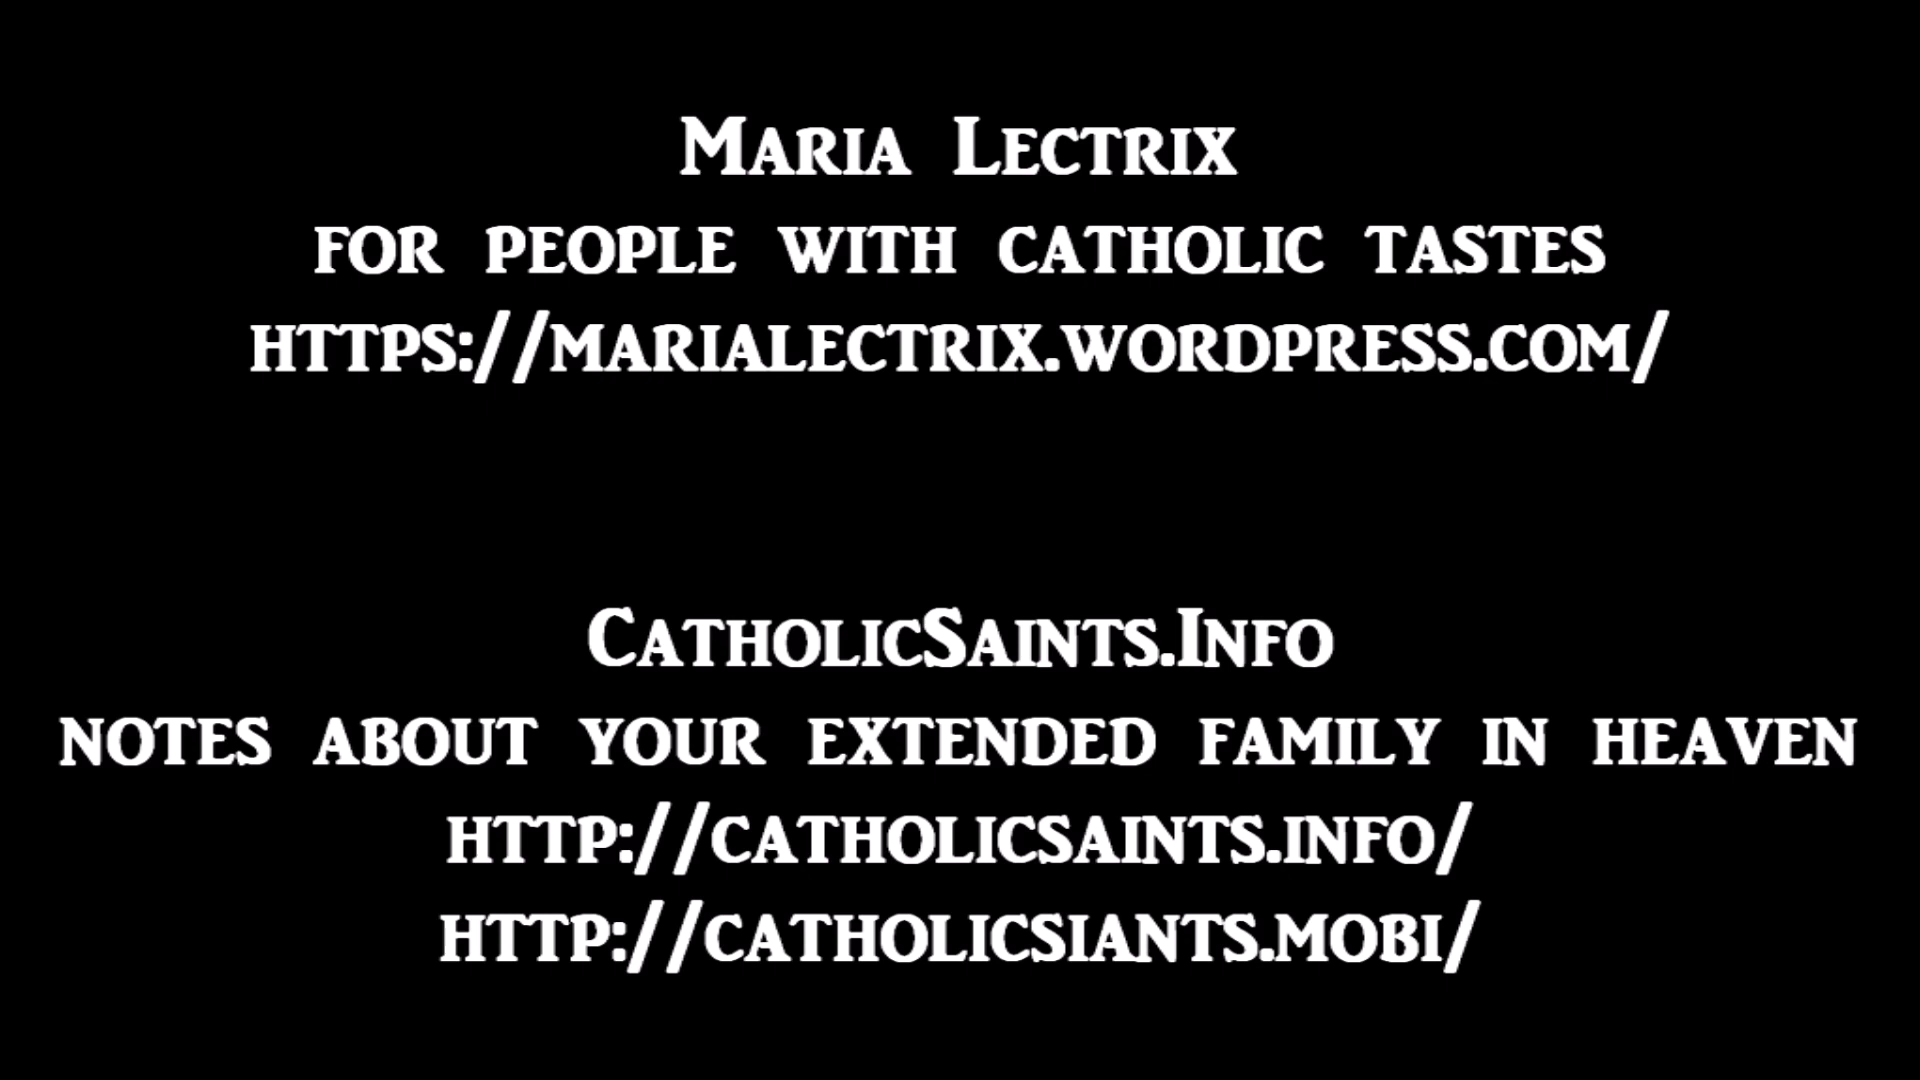 Maria Lectrix
for people with catholic tastes
https://marialectrix.wordpress.com/
CatholicSaints.Info
notes about your extended family in heaven
http://catholicsaints.info/
http://catholicsiants.mobi/